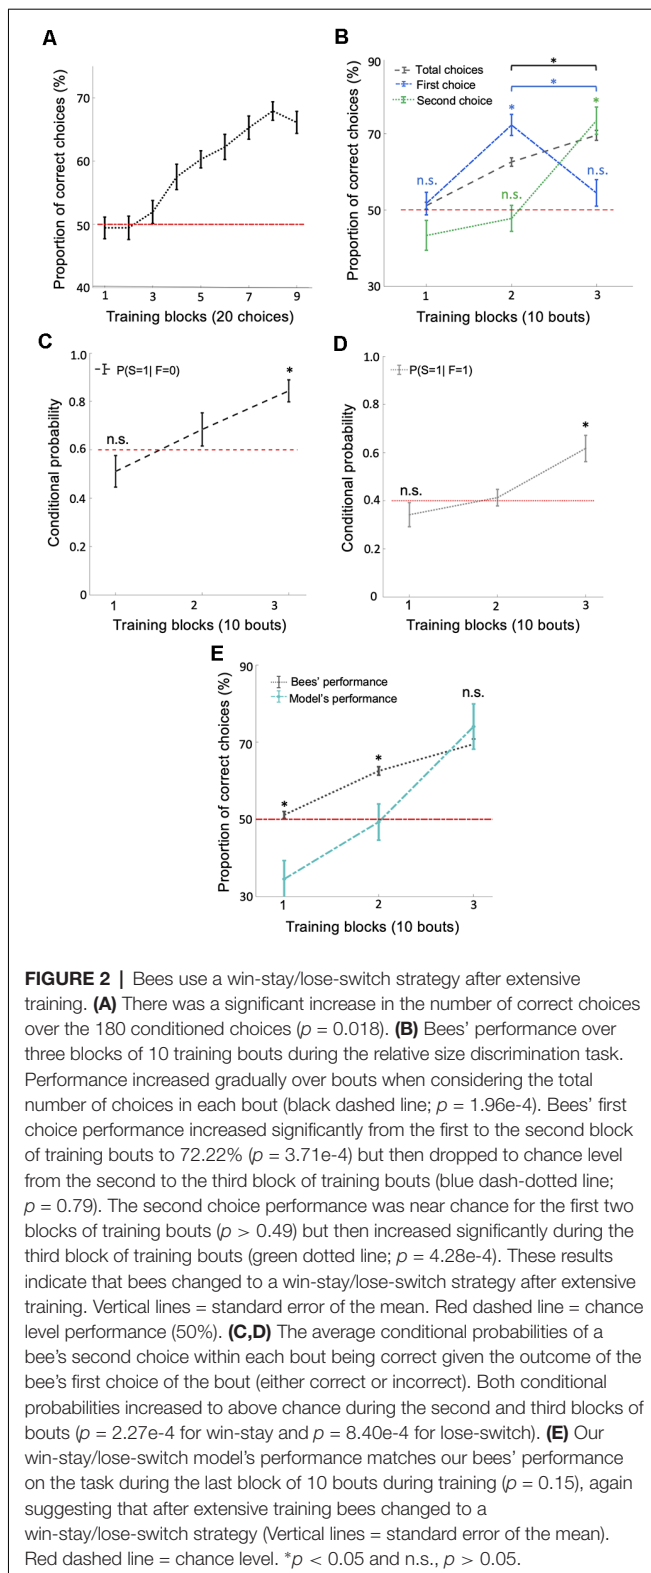 A
Proportion of correct choices (%)
70
60
50
40
1 3 5 7 9
Training blocks (20 choices)
B
Proportion of correct choices (%)
90
70
50
30
Total choices
First choice
Second choice
*
*
*
*
n.s.
n.s.
n.s.
1 2 3
Training blocks (10 bouts)
C
Conditional probability
1.0
0.8
0.6
0.4
0.2
0
P(S=1| F=0)
n.s.
*
1 2 3
Training blocks (10 bouts)
D
Conditional probability
1.0
0.8
0.6
0.4
0.2
0
P(S=1| F=1)
n.s.
*
1 2 3
Training blocks (10 bouts)
E
Proportion of correct choices (%)
90
70
50
30
Bees' performance
Model's performance
*
*
n.s.
1 2 3
Training blocks (10 bouts)
FIGURE 2 | Bees use a win-stay/lose-switch strategy after extensive
training. (A) There was a significant increase in the number of correct choices
over the 180 conditioned choices (p = 0.018). (B) Bees' performance over
three blocks of 10 training bouts during the relative size discrimination task.
Performance increased gradually over bouts when considering the total
number of choices in each bout (black dashed line; p = 1.96e-4). Bees' first
choice performance increased significantly from the first to the second block
of training bouts to 72.22% (p = 3.71e-4) but then dropped to chance level
from the second to the third block of training bouts (blue dash-dotted line;
p = 0.79). The second choice performance was near chance for the first two
blocks of training bouts (p > 0.49) but then increased significantly during the
third block of training bouts (green dotted line; p = 4.28e-4). These results
indicate that bees changed to a win-stay/lose-switch strategy after extensive
training. Vertical lines = standard error of the mean. Red dashed line = chance
level performance (50%). (C,D) The average conditional probabilities of a
bee's second choice within each bout being correct given the outcome of the
bee's first choice of the bout (either correct or incorrect). Both conditional
probabilities increased to above chance during the second and third blocks of
bouts (p = 2.27e-4 for win-stay and p = 8.40e-4 for lose-switch). (E) Our
win-stay/lose-switch model's performance matches our bees' performance
on the task during the last block of 10 bouts during training (p = 0.15), again
suggesting that after extensive training bees changed to a
win-stay/lose-switch strategy (Vertical lines = standard error of the mean).
Red dashed line = chance level. *p < 0.05 and n.s., p > 0.05.